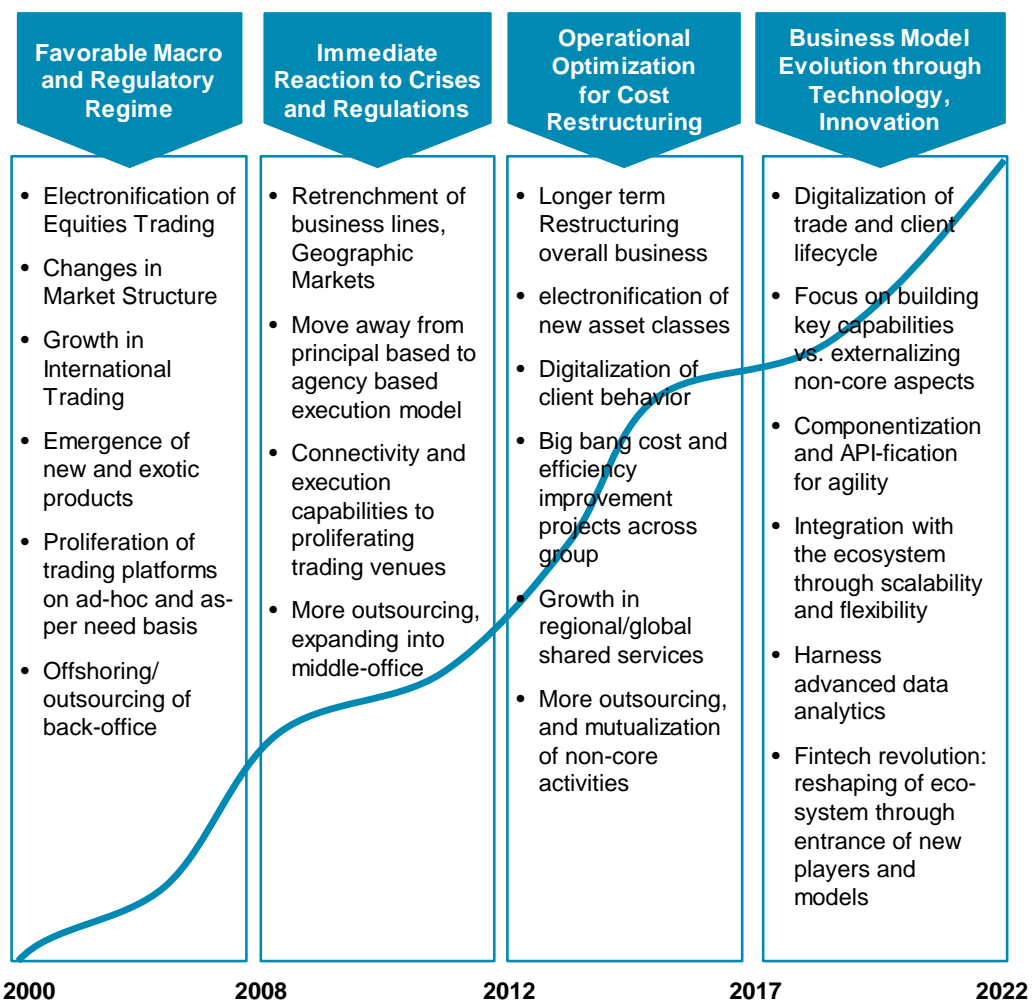 Favorable Macro
and Regulatory
Regime
Immediate
Reaction to Crises
and Regulations
Operational
Optimization
for Cost
Restructuring
Business Model
Evolution through
Technology,
Innovation
• Electronification of
Equities Trading
• Changes in
Market Structure
• Growth in
International
Trading
• Emergence of
new and exotic
products
• Proliferation of
trading platforms
on ad-hoc and as-
per need basis
• Offshoring/
outsourcing of
back-office
• Retrenchment of
business lines,
Geographic
Markets
• Move away from
principal based to
agency based
execution model
• Connectivity and
execution
capabilities to
proliferating
trading venues
• More outsourcing,
expanding into
middle-office
• Longer term
Restructuring
overall business
• electronification of
new asset classes
• Digitalization of
client behavior
• Big bang cost and
efficiency
improvement
projects across
group
• Growth in
regional/global
shared services
• More outsourcing,
and mutualization
of non-core
activities
• Digitalization of
trade and client
lifecycle
• Focus on building
key capabilities
vs. externalizing
non-core aspects
• Componentization
and API-fication
for agility
• Integration with
the ecosystem
through scalability
and flexibility
• Harness
advanced data
analytics
• Fintech revolution:
reshaping of eco-
system through
entrance of new
players and
models
2000 2008 2012 2017 2022